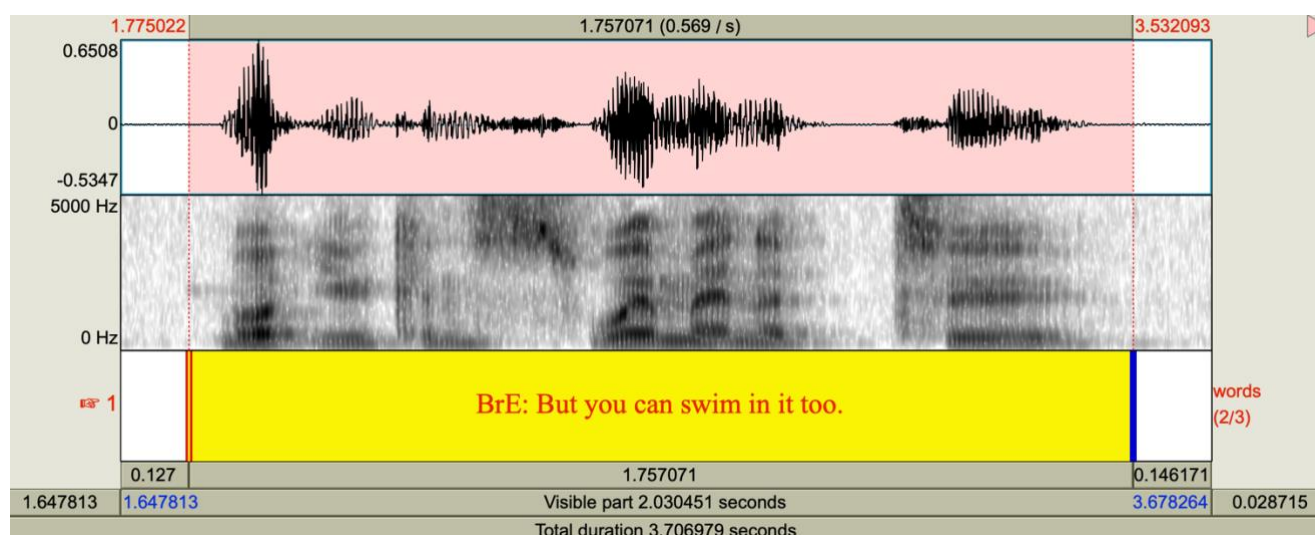 1.775022 1.757071 (0.569 / s) 3.532093
0.6508
0
-0.5347
5000 Hz
0 Hz
☞ 1 BrE: But you can swim in it too. words
(2/3)
0.127 1.757071 0.146171
1.647813 1.647813 Visible part 2.030451 seconds 3.678264 0.028715
Total duration 3.706979 seconds